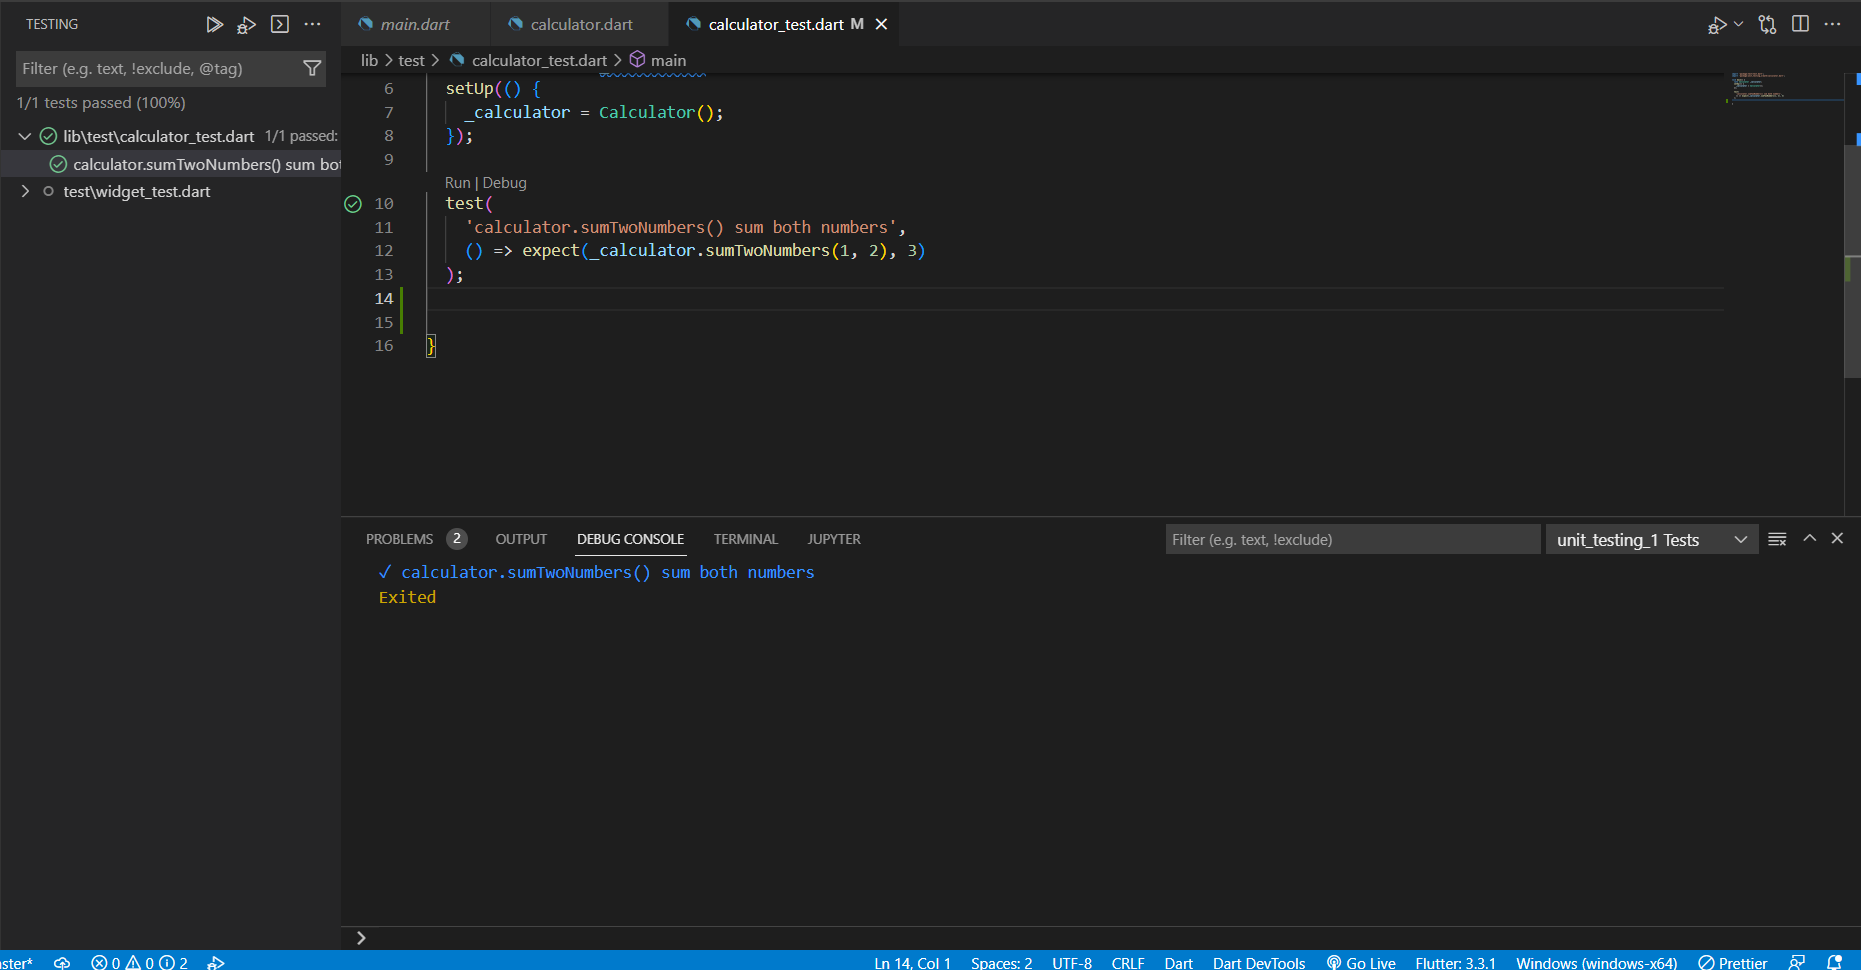 TESTING
main.dart
calculator.dart
calculator_test.dart M
Filter (e.g. text, !exclude, @tag)
1/1 tests passed (100%)
lib\test\calculator_test.dart 1/1 passed:
calculator.sumTwoNumbers() sum bot
test\widget_test.dart
lib > test > calculator_test.dart > main
6 setUp(() {
7 _calculator = Calculator();
8 });
9
Run | Debug
10 test(
11 'calculator.sumTwoNumbers() sum both numbers',
12 () => expect(_calculator.sumTwoNumbers(1, 2), 3)
13 );
14
15
16 }
PROBLEMS 2 OUTPUT DEBUG CONSOLE TERMINAL JUPYTER
Filter (e.g. text, !exclude)
unit_testing_1 Tests
✓ calculator.sumTwoNumbers() sum both numbers
Exited
>
ster* 0 0 2
Ln 14, Col 1 Spaces: 2 UTF-8 CRLF Dart Dart DevTools Go Live Flutter: 3.3.1 Windows (windows-x64) Prettier